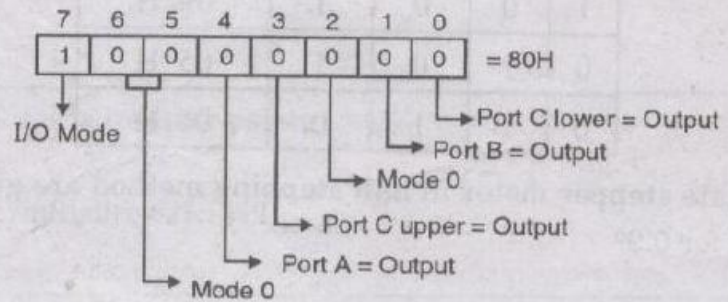 7 6 5 4 3 2 1 0
1 0 0 0 0 0 0 0 = 80H
I/O Mode
Port C lower = Output
Port B = Output
Mode 0
Port C upper = Output
Port A = Output
Mode 0